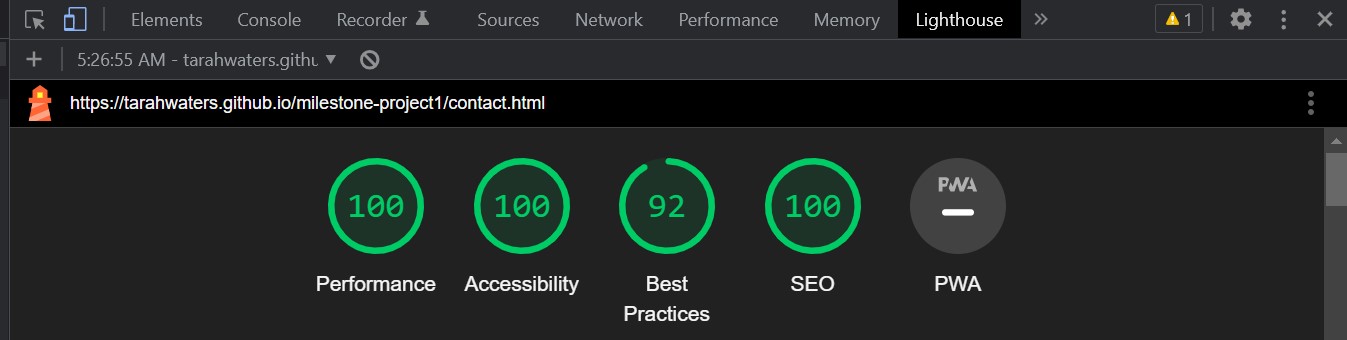 Elements Console Recorder Sources Network Performance Memory Lighthouse » 1
+ 5:26:55 AM - tarahwaters.githu
https://tarahwaters.github.io/milestone-project1/contact.html
100 100 92 100 PWA
Performance Accessibility Best Practices SEO PWA